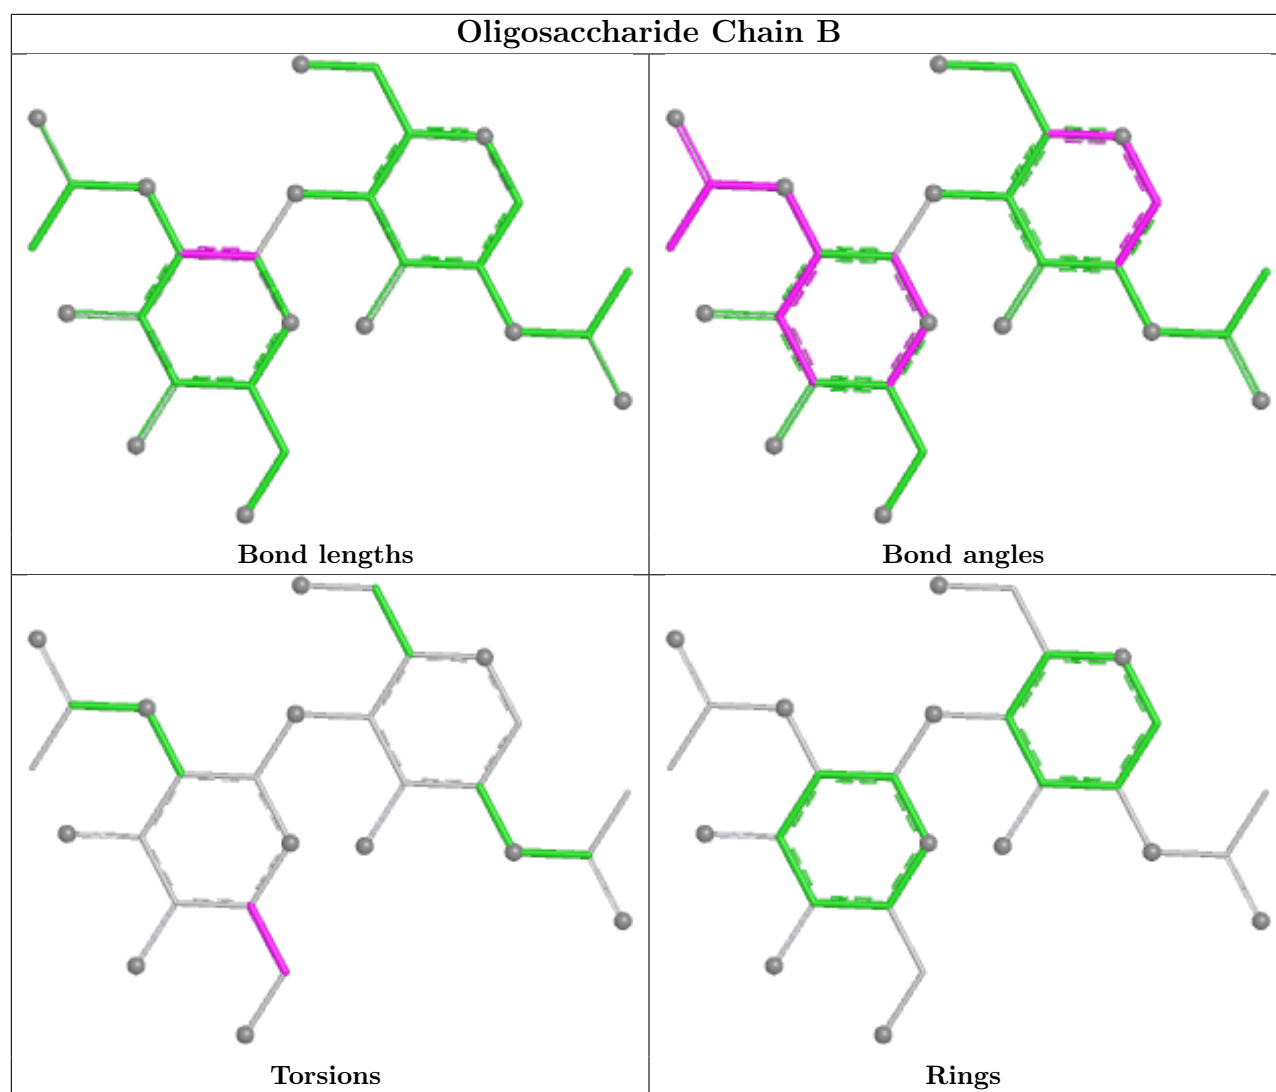 Oligosaccharide Chain B
Bond lengths
Bond angles
Torsions
Rings